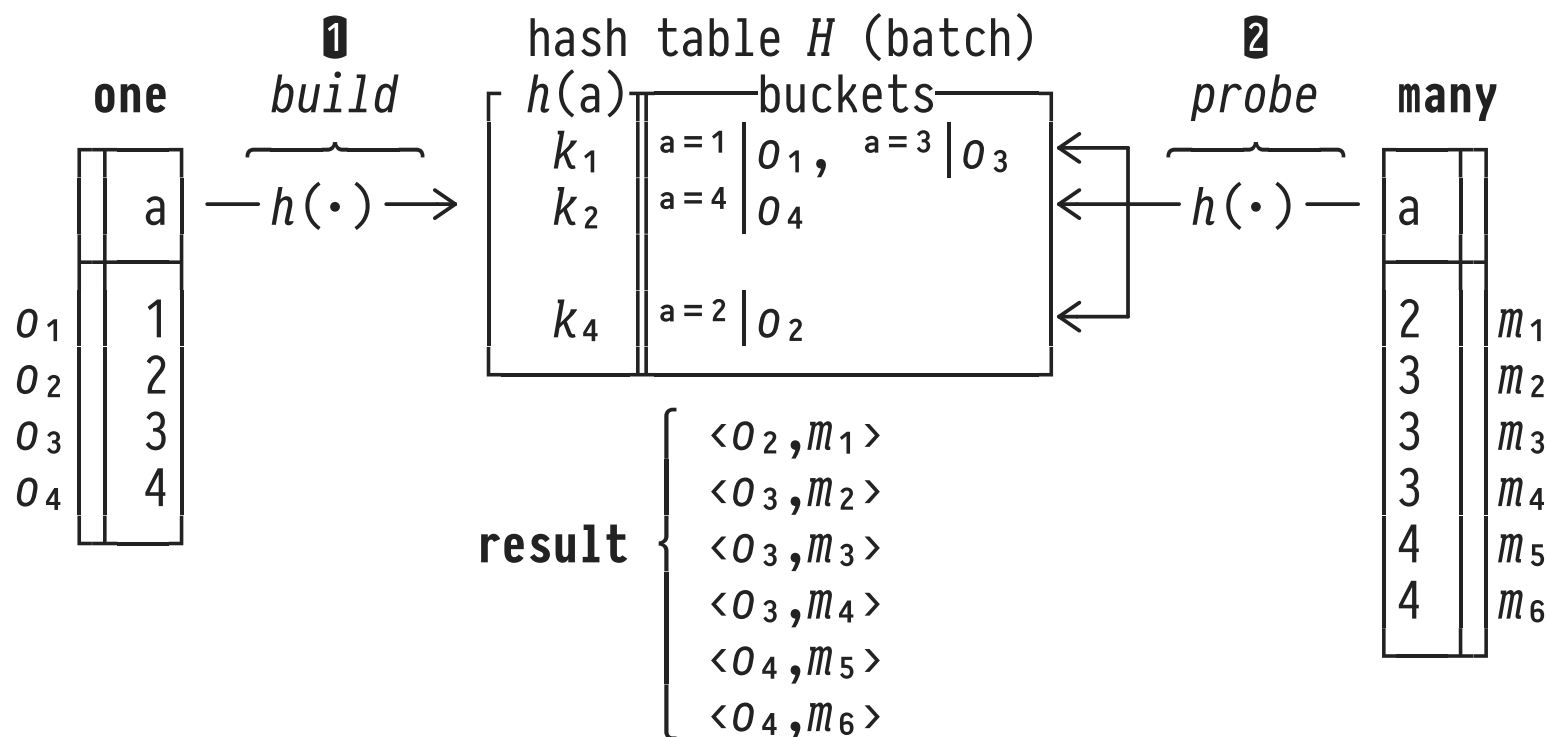 1 hash table H (batch) 2
one build h(a) buckets probe many
k1 a=1|o1, a=3|o3
a h(·) k2 a=4|o4 h(·) a
o1 1 k4 a=2|o2 2 m1
o2 2 3 m2
o3 3 <o2,m1> 3 m3
o4 4 <o3,m2> 3 m4
result <o3,m3> 4 m5
<o3,m4> 4 m6
<o4,m5>
<o4,m6>